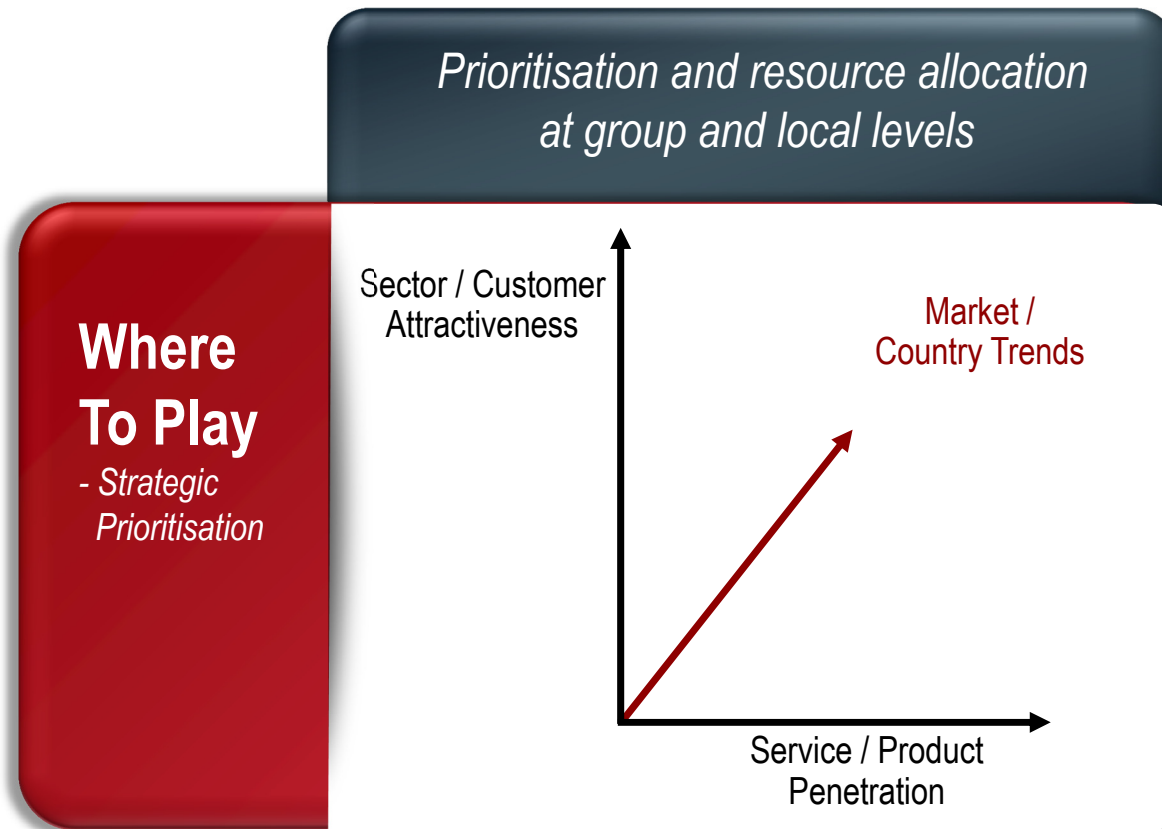 Prioritisation and resource allocation
at group and local levels
Where
To Play
- Strategic
Prioritisation
Sector / Customer
Attractiveness
Market /
Country Trends
Service / Product
Penetration